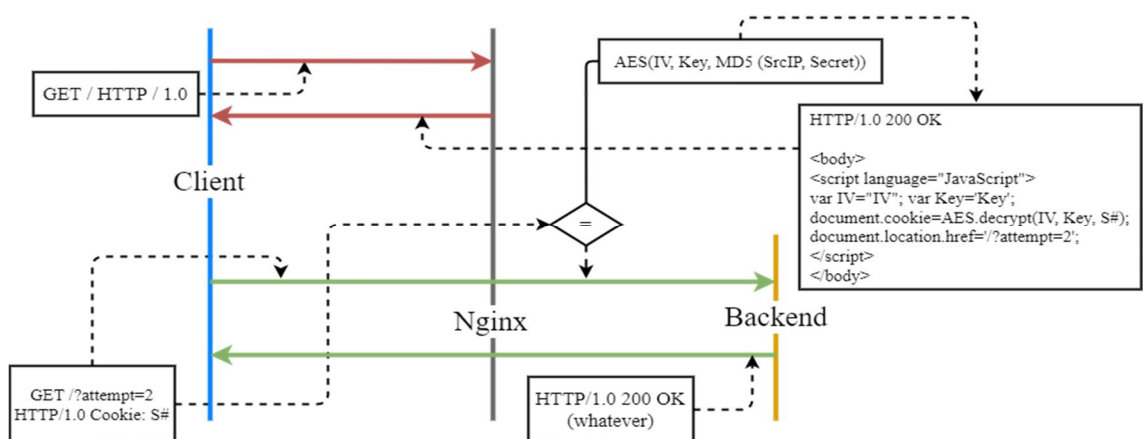 AES(IV, Key, MD5 (SrcIP, Secret))
GET / HTTP / 1.0
HTTP/1.0 200 OK
<body>
<script language="JavaScript">
var IV="IV"; var Key='Key';
document.cookie=AES.decrypt(IV, Key, S#);
document.location.href='/?attempt=2';
</script>
</body>
Client
=
Nginx
Backend
GET /?attempt=2
HTTP/1.0 Cookie: S#
HTTP/1.0 200 OK
(whatever)